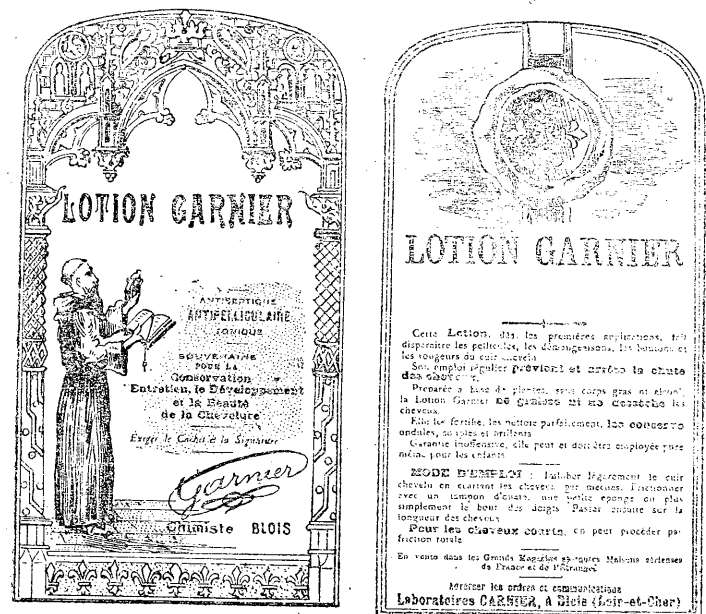 LOTION GARNIER
ANTISEPTIQUE
ANTIPELLICULAIRE
TONIQUE
SOUVERAINE
POUR LA
Conservation
Entretien, le Développement
et la Beauté
de la Chevelure
Exiger le Cachet et la Signature
Garnier
Chimiste BLOIS
LOTION GARNIER
Cette Lotion, dès les premières applications, fait
disparaître les pellicules, les démangeaisons, les boutons et
les rougeurs du cuir chevelu
Son emploi régulier prévient et arrête la chute
des cheveux.
Préparée à base de plantes, sans corps gras ni alcool,
la Lotion Garnier ne graisse ni ne dessèche les
cheveux.
Elle les fortifie, les nettoie parfaitement, les conserve
ondulés, souples et brillants
Garantie inoffensive, elle peut et doit être employée pure
même pour les enfants
MODE D'EMPLOI : Imbiber légèrement le cuir
chevelu en écartant les cheveux par mèches. Frictionner
avec un tampon d'ouate, une petite éponge ou plus
simplement le bout des doigts Passer ensuite sur la
longueur des cheveux
Pour les cheveux courts, on peut procéder par
friction totale
En vente dans les Grands Magasins et toutes Maisons sérieuses
de France et de l'Étranger
Adresser les ordres et communications
Laboratoires GARNIER, à Blois (Loir-et-Cher)